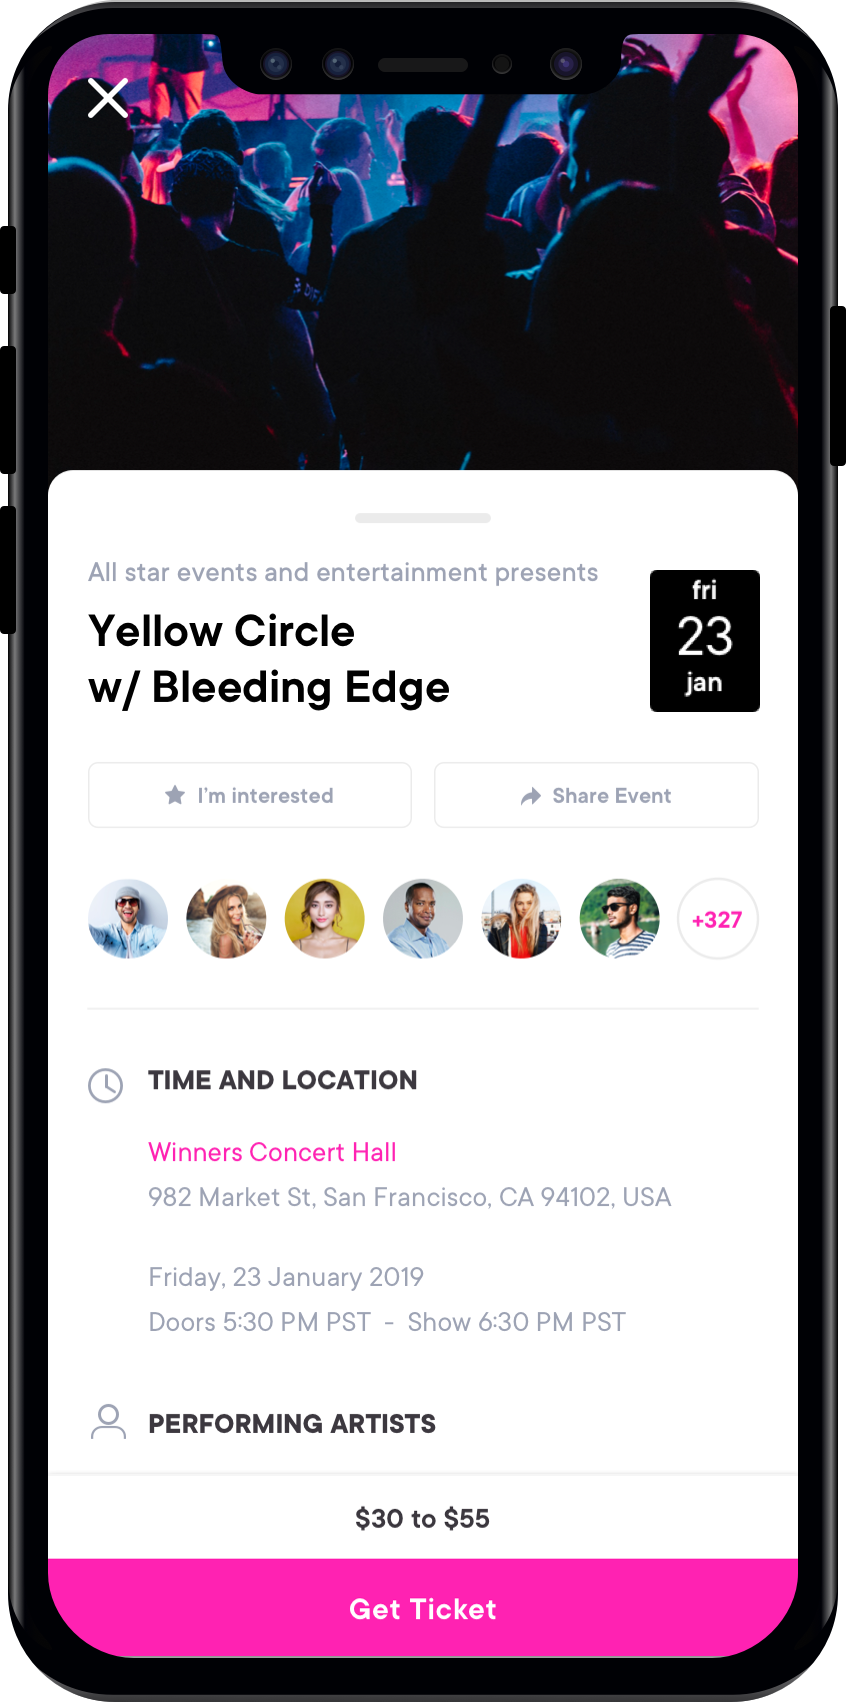 All star events and entertainment presents
Yellow Circle
w/ Bleeding Edge
fri
23
jan
I'm interested
Share Event
+327
TIME AND LOCATION
Winners Concert Hall
982 Market St, San Francisco, CA 94102, USA
Friday, 23 January 2019
Doors 5:30 PM PST - Show 6:30 PM PST
PERFORMING ARTISTS
$30 to $55
Get Ticket